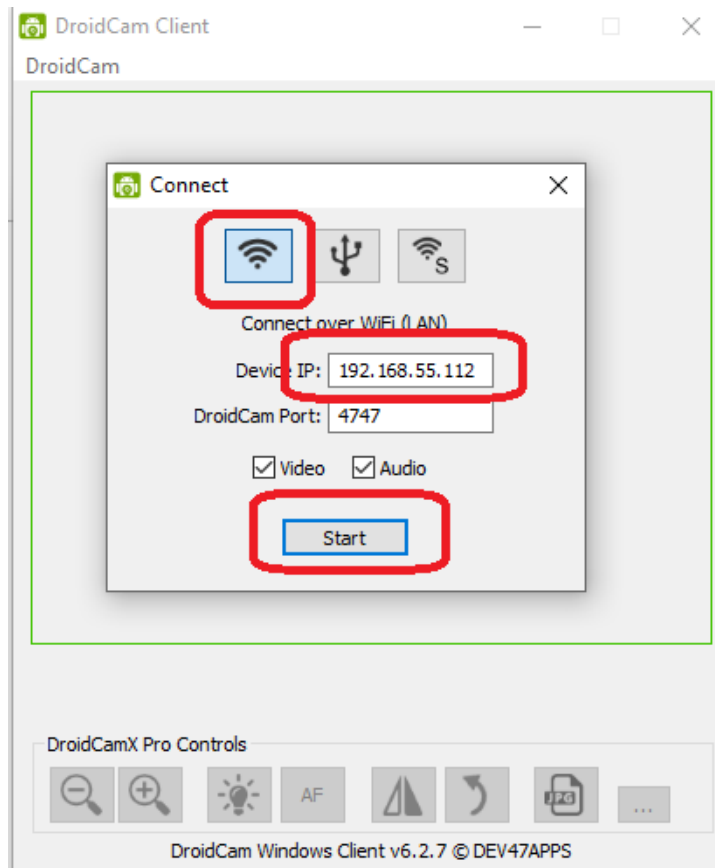 DroidCam Client
DroidCam
Connect
S
Connect over WiFi (LAN)
Device IP: 192.168.55.112
DroidCam Port: 4747
Video Audio
Start
DroidCamX Pro Controls
AF
JPG
...
DroidCam Windows Client v6.2.7 © DEV47APPS